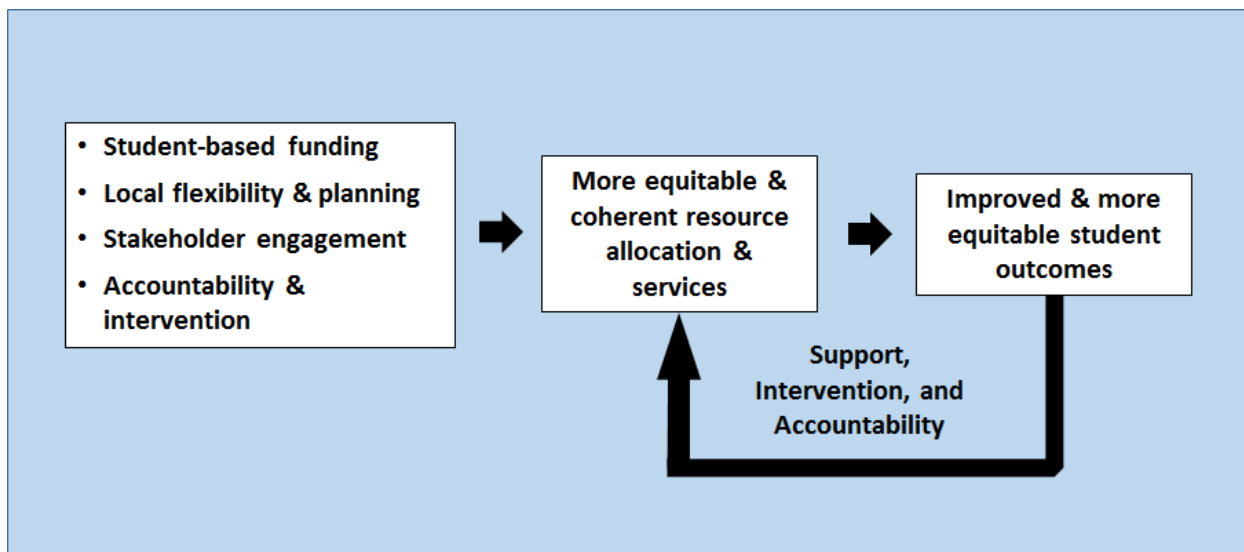 • Student-based funding
• Local flexibility & planning
• Stakeholder engagement
• Accountability &
intervention
More equitable &
coherent resource
allocation &
services
Improved & more
equitable student
outcomes
Support,
Intervention, and
Accountability